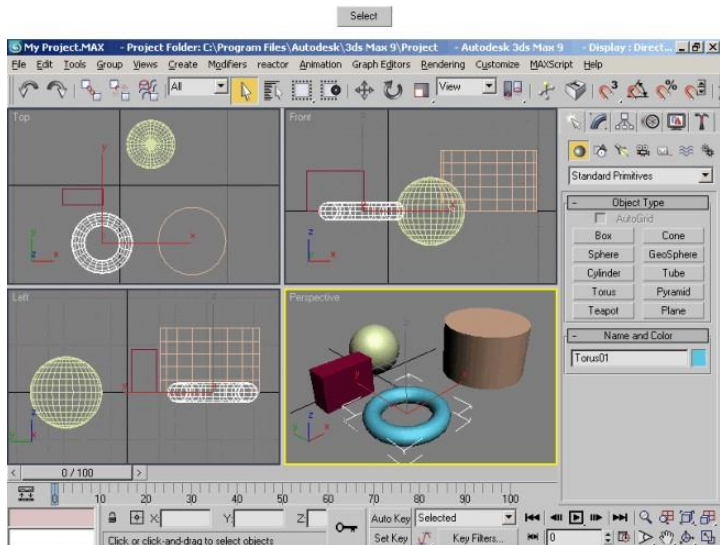 Select
My Project.MAX - Project Folder: C:\Program Files\Autodesk\3ds Max 9\Project - Autodesk 3ds Max 9 - Display : Direct...
File Edit Tools Group Views Create Modifiers reactor Animation Graph Editors Rendering Customize MAXScript Help
All
View
Top
Front
y
x
x
y
x
z
x
Standard Primitives
- Object Type
AutoGrid
Box Cone
Sphere GeoSphere
Cylinder Tube
Torus Pyramid
Teapot Plane
- Name and Color
Torus01
Left
Perspective
< 0 / 100 >
0 10 20 30 40 50 60 70 80 90 100
X: Y: Z:
Auto Key Selected
Click or click-and-drag to select objects
Set Key Key Filters...
0